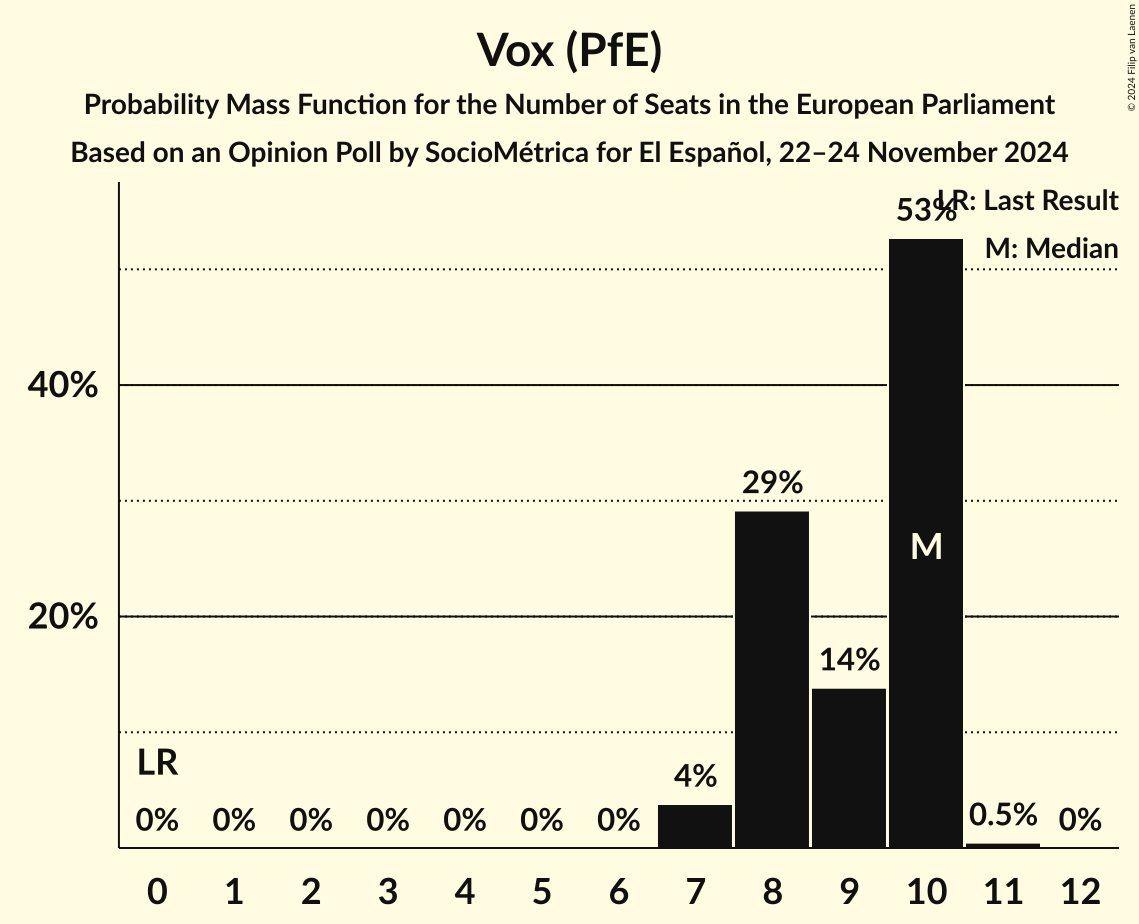 Vox (PfE)
Probability Mass Function for the Number of Seats in the European Parliament
Based on an Opinion Poll by SocioMétrica for El Español, 22–24 November 2024
© 2024 Filip van Laenen
LR: Last Result
M: Median
53%
40%
29%
M
20%
14%
LR
4%
0% 0% 0% 0% 0% 0% 0% 0.5% 0%
0 1 2 3 4 5 6 7 8 9 10 11 12